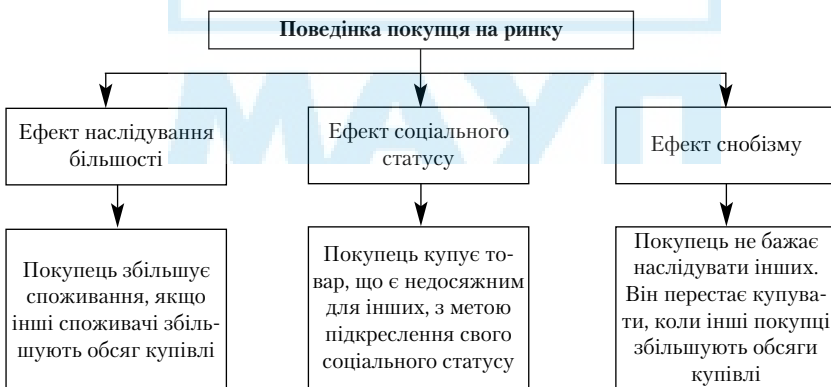 Поведінка покупця на ринку
МАУП
Ефект наслідування
більшості
Ефект соціального
статусу
Ефект снобізму
Покупець збільшує
споживання, якщо
інші споживачі збіль-
шують обсяг купівлі
Покупець купує то-
вар, що є недосяжним
для інших, з метою
підкреслення свого
соціального статусу
Покупець не бажає
наслідувати інших.
Він перестає купува-
ти, коли інші покупці
збільшують обсяги
купівлі